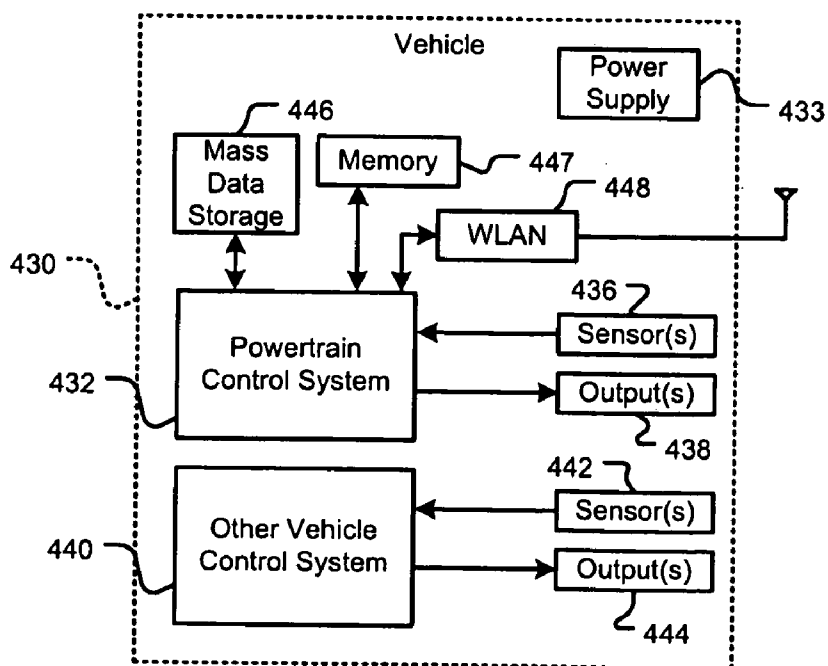 Vehicle
Power
Supply
433
446
Mass
Data
Storage
Memory
447
448
WLAN
430
436
Sensor(s)
Powertrain
Control System
432
Output(s)
438
442
Sensor(s)
Other Vehicle
Control System
440
Output(s)
444